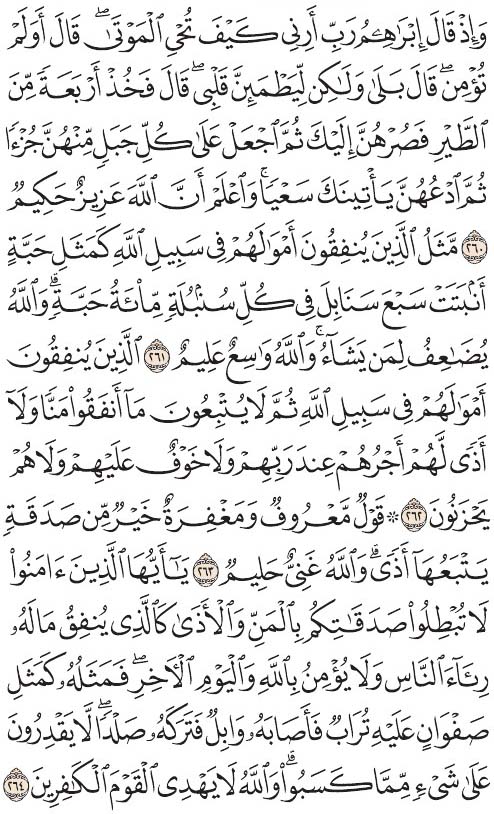 وَإِذۡ قَالَ إِبۡرَٰهِـۧمُ رَبِّ أَرِنِي كَيۡفَ تُحۡيِ ٱلۡمَوۡتَىٰۖ قَالَ أَوَلَمۡ
تُؤۡمِنۖ قَالَ بَلَىٰ وَلَٰكِن لِّيَطۡمَئِنَّ قَلۡبِيۖ قَالَ فَخُذۡ أَرۡبَعَةٗ مِّنَ
ٱلطَّيۡرِ فَصُرۡهُنَّ إِلَيۡكَ ثُمَّ ٱجۡعَلۡ عَلَىٰ كُلِّ جَبَلٖ مِّنۡهُنَّ جُزۡءٗا
ثُمَّ ٱدۡعُهُنَّ يَأۡتِينَكَ سَعۡيٗاۚ وَٱعۡلَمۡ أَنَّ ٱللَّهَ عَزِيزٌ حَكِيمٞ
٢٦٠ مَّثَلُ ٱلَّذِينَ يُنفِقُونَ أَمۡوَٰلَهُمۡ فِي سَبِيلِ ٱللَّهِ كَمَثَلِ حَبَّةٍ
أَنۢبَتَتۡ سَبۡعَ سَنَابِلَ فِي كُلِّ سُنۢبُلَةٖ مِّاْئَةُ حَبَّةٖۗ وَٱللَّهُ
يُضَٰعِفُ لِمَن يَشَآءُۚ وَٱللَّهُ وَٰسِعٌ عَلِيمٌ ٢٦١ ٱلَّذِينَ يُنفِقُونَ
أَمۡوَٰلَهُمۡ فِي سَبِيلِ ٱللَّهِ ثُمَّ لَا يُتۡبِعُونَ مَآ أَنفَقُواْ مَنّٗا وَلَآ
أَذٗى لَّهُمۡ أَجۡرُهُمۡ عِندَ رَبِّهِمۡ وَلَا خَوۡفٌ عَلَيۡهِمۡ وَلَا هُمۡ
يَحۡزَنُونَ ٢٦٢ ۞ قَوۡلٞ مَّعۡرُوفٞ وَمَغۡفِرَةٌ خَيۡرٞ مِّن صَدَقَةٖ
يَتۡبَعُهَآ أَذٗىۗ وَٱللَّهُ غَنِيٌّ حَلِيمٞ ٢٦٣ يَٰٓأَيُّهَا ٱلَّذِينَ ءَامَنُواْ
لَا تُبۡطِلُواْ صَدَقَٰتِكُم بِٱلۡمَنِّ وَٱلۡأَذَىٰ كَٱلَّذِي يُنفِقُ مَالَهُۥ
رِئَآءَ ٱلنَّاسِ وَلَا يُؤۡمِنُ بِٱللَّهِ وَٱلۡيَوۡمِ ٱلۡأٓخِرِۖ فَمَثَلُهُۥ كَمَثَلِ
صَفۡوَانٍ عَلَيۡهِ تُرَابٞ فَأَصَابَهُۥ وَابِلٞ فَتَرَكَهُۥ صَلۡدٗاۖ لَّا يَقۡدِرُونَ
عَلَىٰ شَيۡءٖ مِّمَّا كَسَبُواْۗ وَٱللَّهُ لَا يَهۡدِي ٱلۡقَوۡمَ ٱلۡكَٰفِرِينَ ٢٦٤